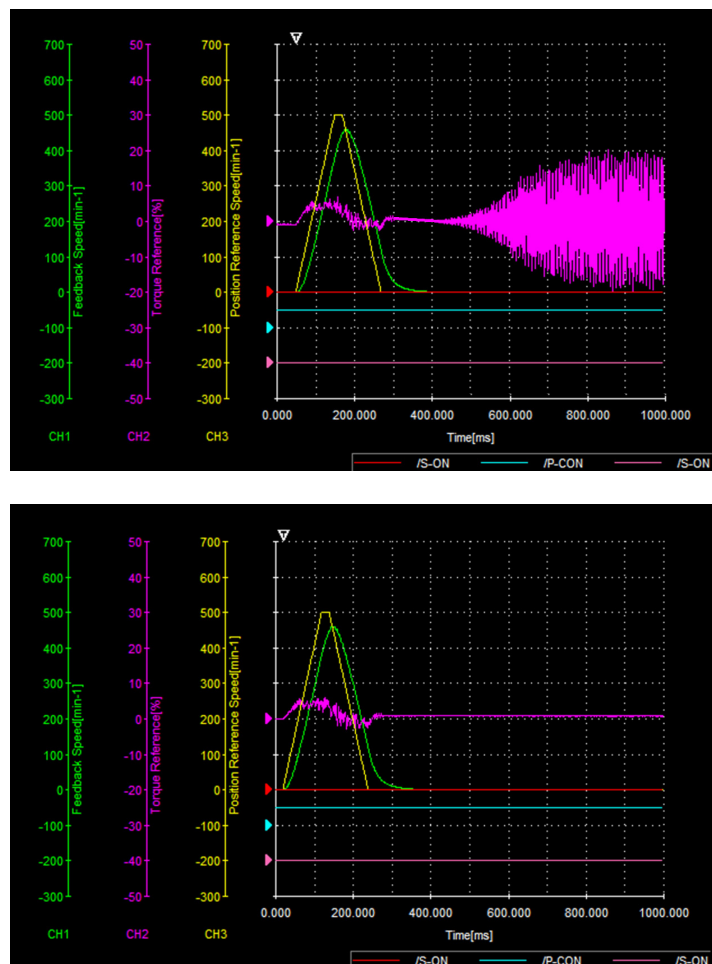 700 50 700
600 40 600
500 30 500
400 20 400
300 10 300
200 0 200
100 -10 100
0 -20 0
-100 -30 -100
-200 -40 -200
-300 -50 -300
Feedback Speed[min-1]
Torque Reference[%]
Position Reference Speed[min-1]
T
0.000 200.000 400.000 600.000 800.000 1000.000
CH1 CH2 CH3 Time[ms]
/S-ON /P-CON /S-ON
700 50 700
600 40 600
500 30 500
400 20 400
300 10 300
200 0 200
100 -10 100
0 -20 0
-100 -30 -100
-200 -40 -200
-300 -50 -300
Feedback Speed[min-1]
Torque Reference[%]
Position Reference Speed[min-1]
T
0.000 200.000 400.000 600.000 800.000 1000.000
CH1 CH2 CH3 Time[ms]
/S-ON /P-CON /S-ON